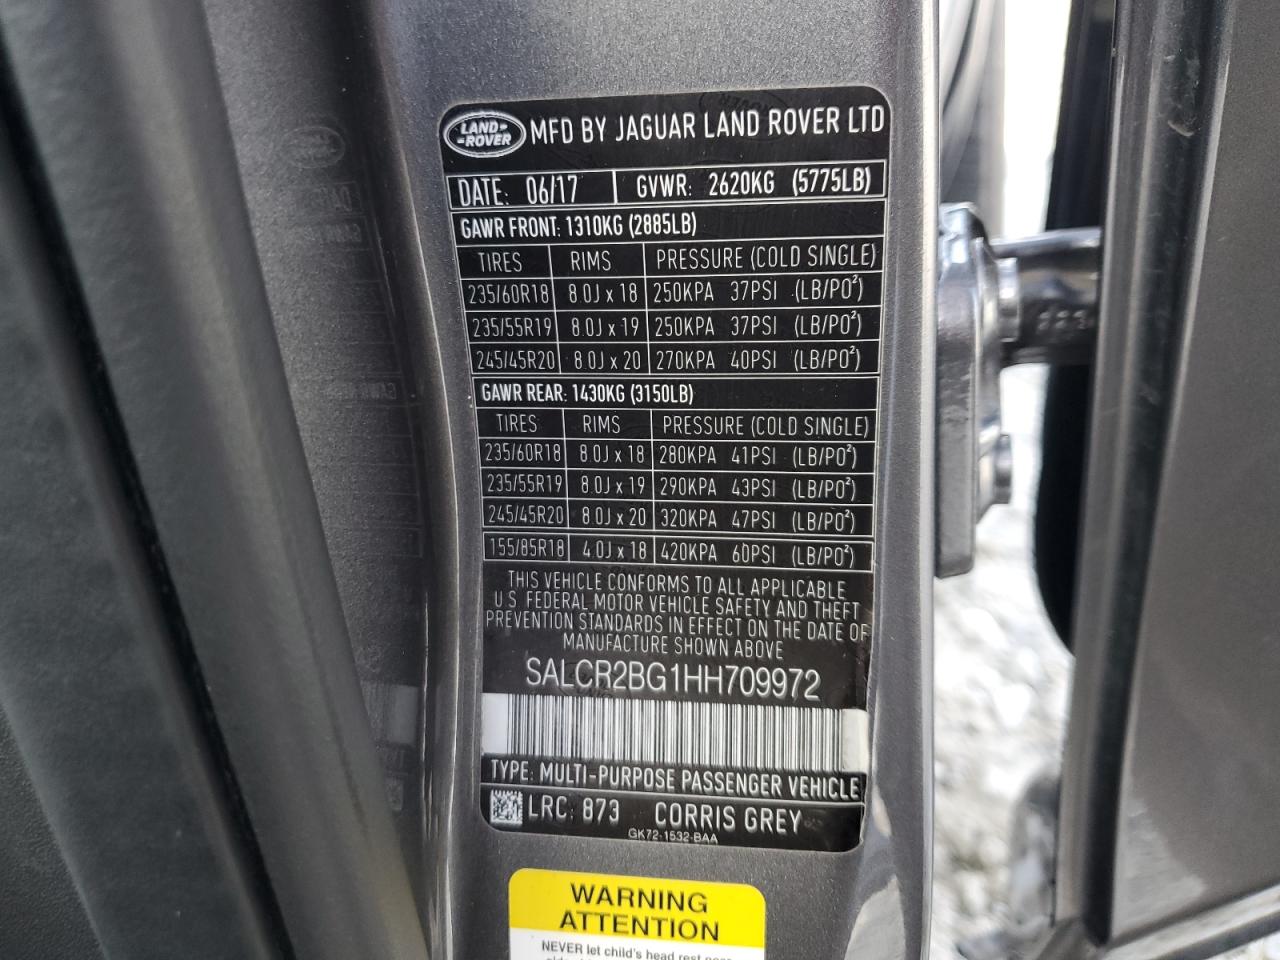 LAND-
-ROVER
MFD BY JAGUAR LAND ROVER LTD
DATE: 06/17 GVWR: 2620KG (5775LB)
GAWR FRONT: 1310KG (2885LB)
TIRES RIMS PRESSURE (COLD SINGLE)
235/60R18 8.0J x 18 250KPA 37PSI (LB/PO²)
235/55R19 8.0J x 19 250KPA 37PSI (LB/PO²)
245/45R20 8.0J x 20 270KPA 40PSI (LB/PO²)
GAWR REAR: 1430KG (3150LB)
TIRES RIMS PRESSURE (COLD SINGLE)
235/60R18 8.0J x 18 280KPA 41PSI (LB/PO²)
235/55R19 8.0J x 19 290KPA 43PSI (LB/PO²)
245/45R20 8.0J x 20 320KPA 47PSI (LB/PO²)
155/85R18 4.0J x 18 420KPA 60PSI (LB/PO²)
THIS VEHICLE CONFORMS TO ALL APPLICABLE
U.S. FEDERAL MOTOR VEHICLE SAFETY AND THEFT
PREVENTION STANDARDS IN EFFECT ON THE DATE OF
MANUFACTURE SHOWN ABOVE
SALCR2BG1HH709972
TYPE: MULTI-PURPOSE PASSENGER VEHICLE
LRC: 873 CORRIS GREY
GK72-1532-BAA
WARNING
ATTENTION
NEVER let child's head rest near